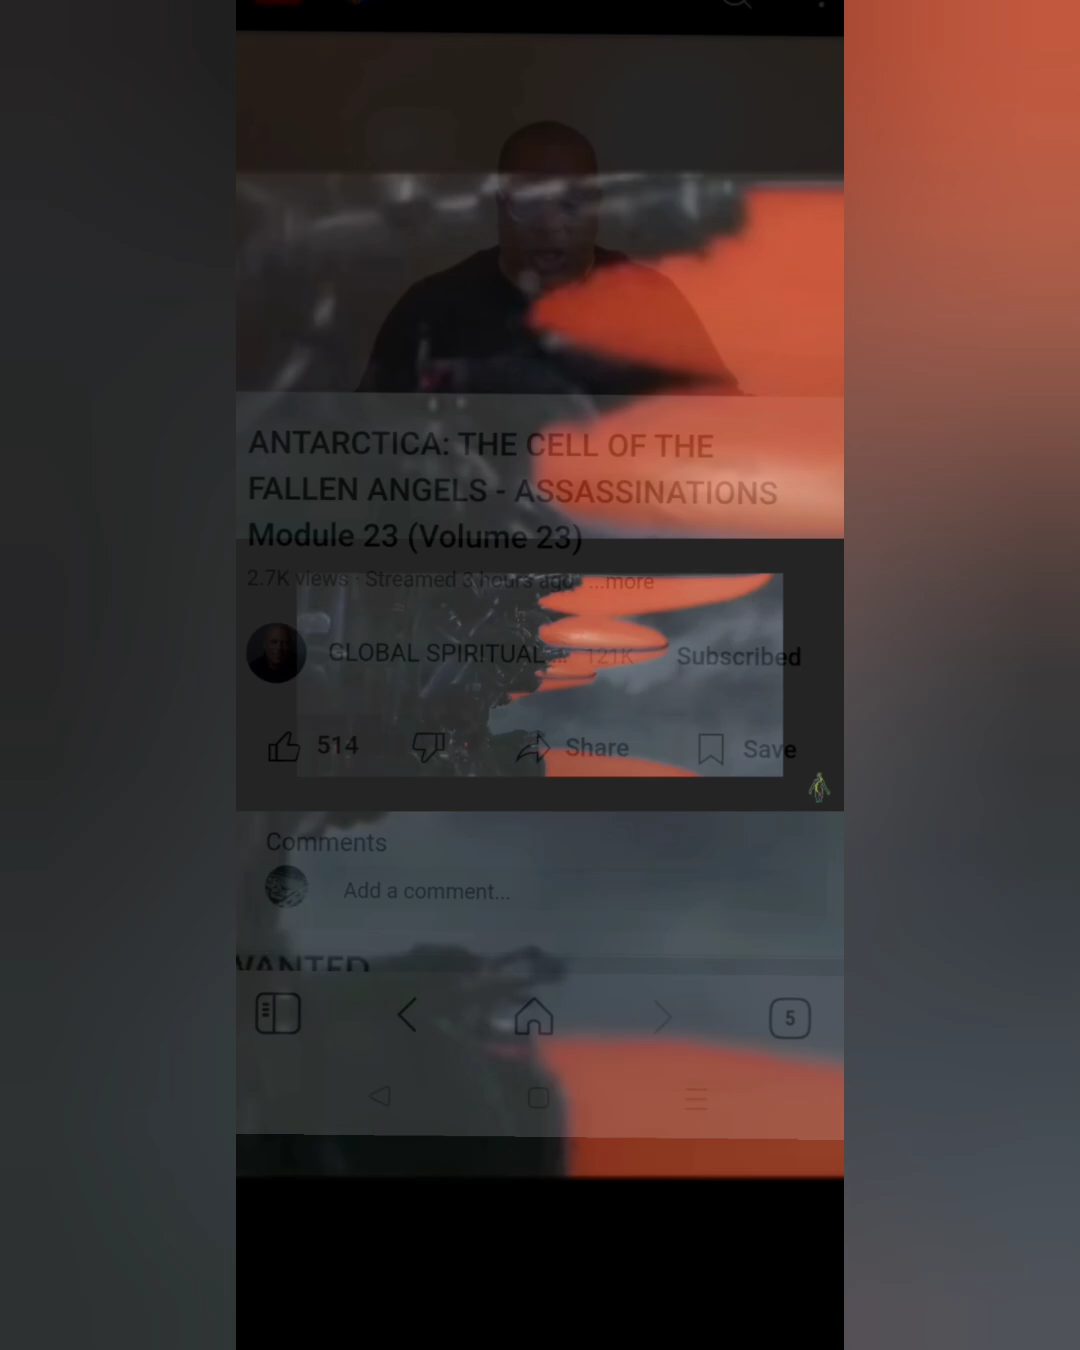 ANTARCTICA: THE CELL OF THE
FALLEN ANGELS - ASSASSINATIONS
Module 23 (Volume 23)
2.7K views · Streamed 3 hours ago ...more
GLOBAL SPIRITUAL... 121K Subscribed
514 Share Save
Comments
Add a comment...
WANTED
5